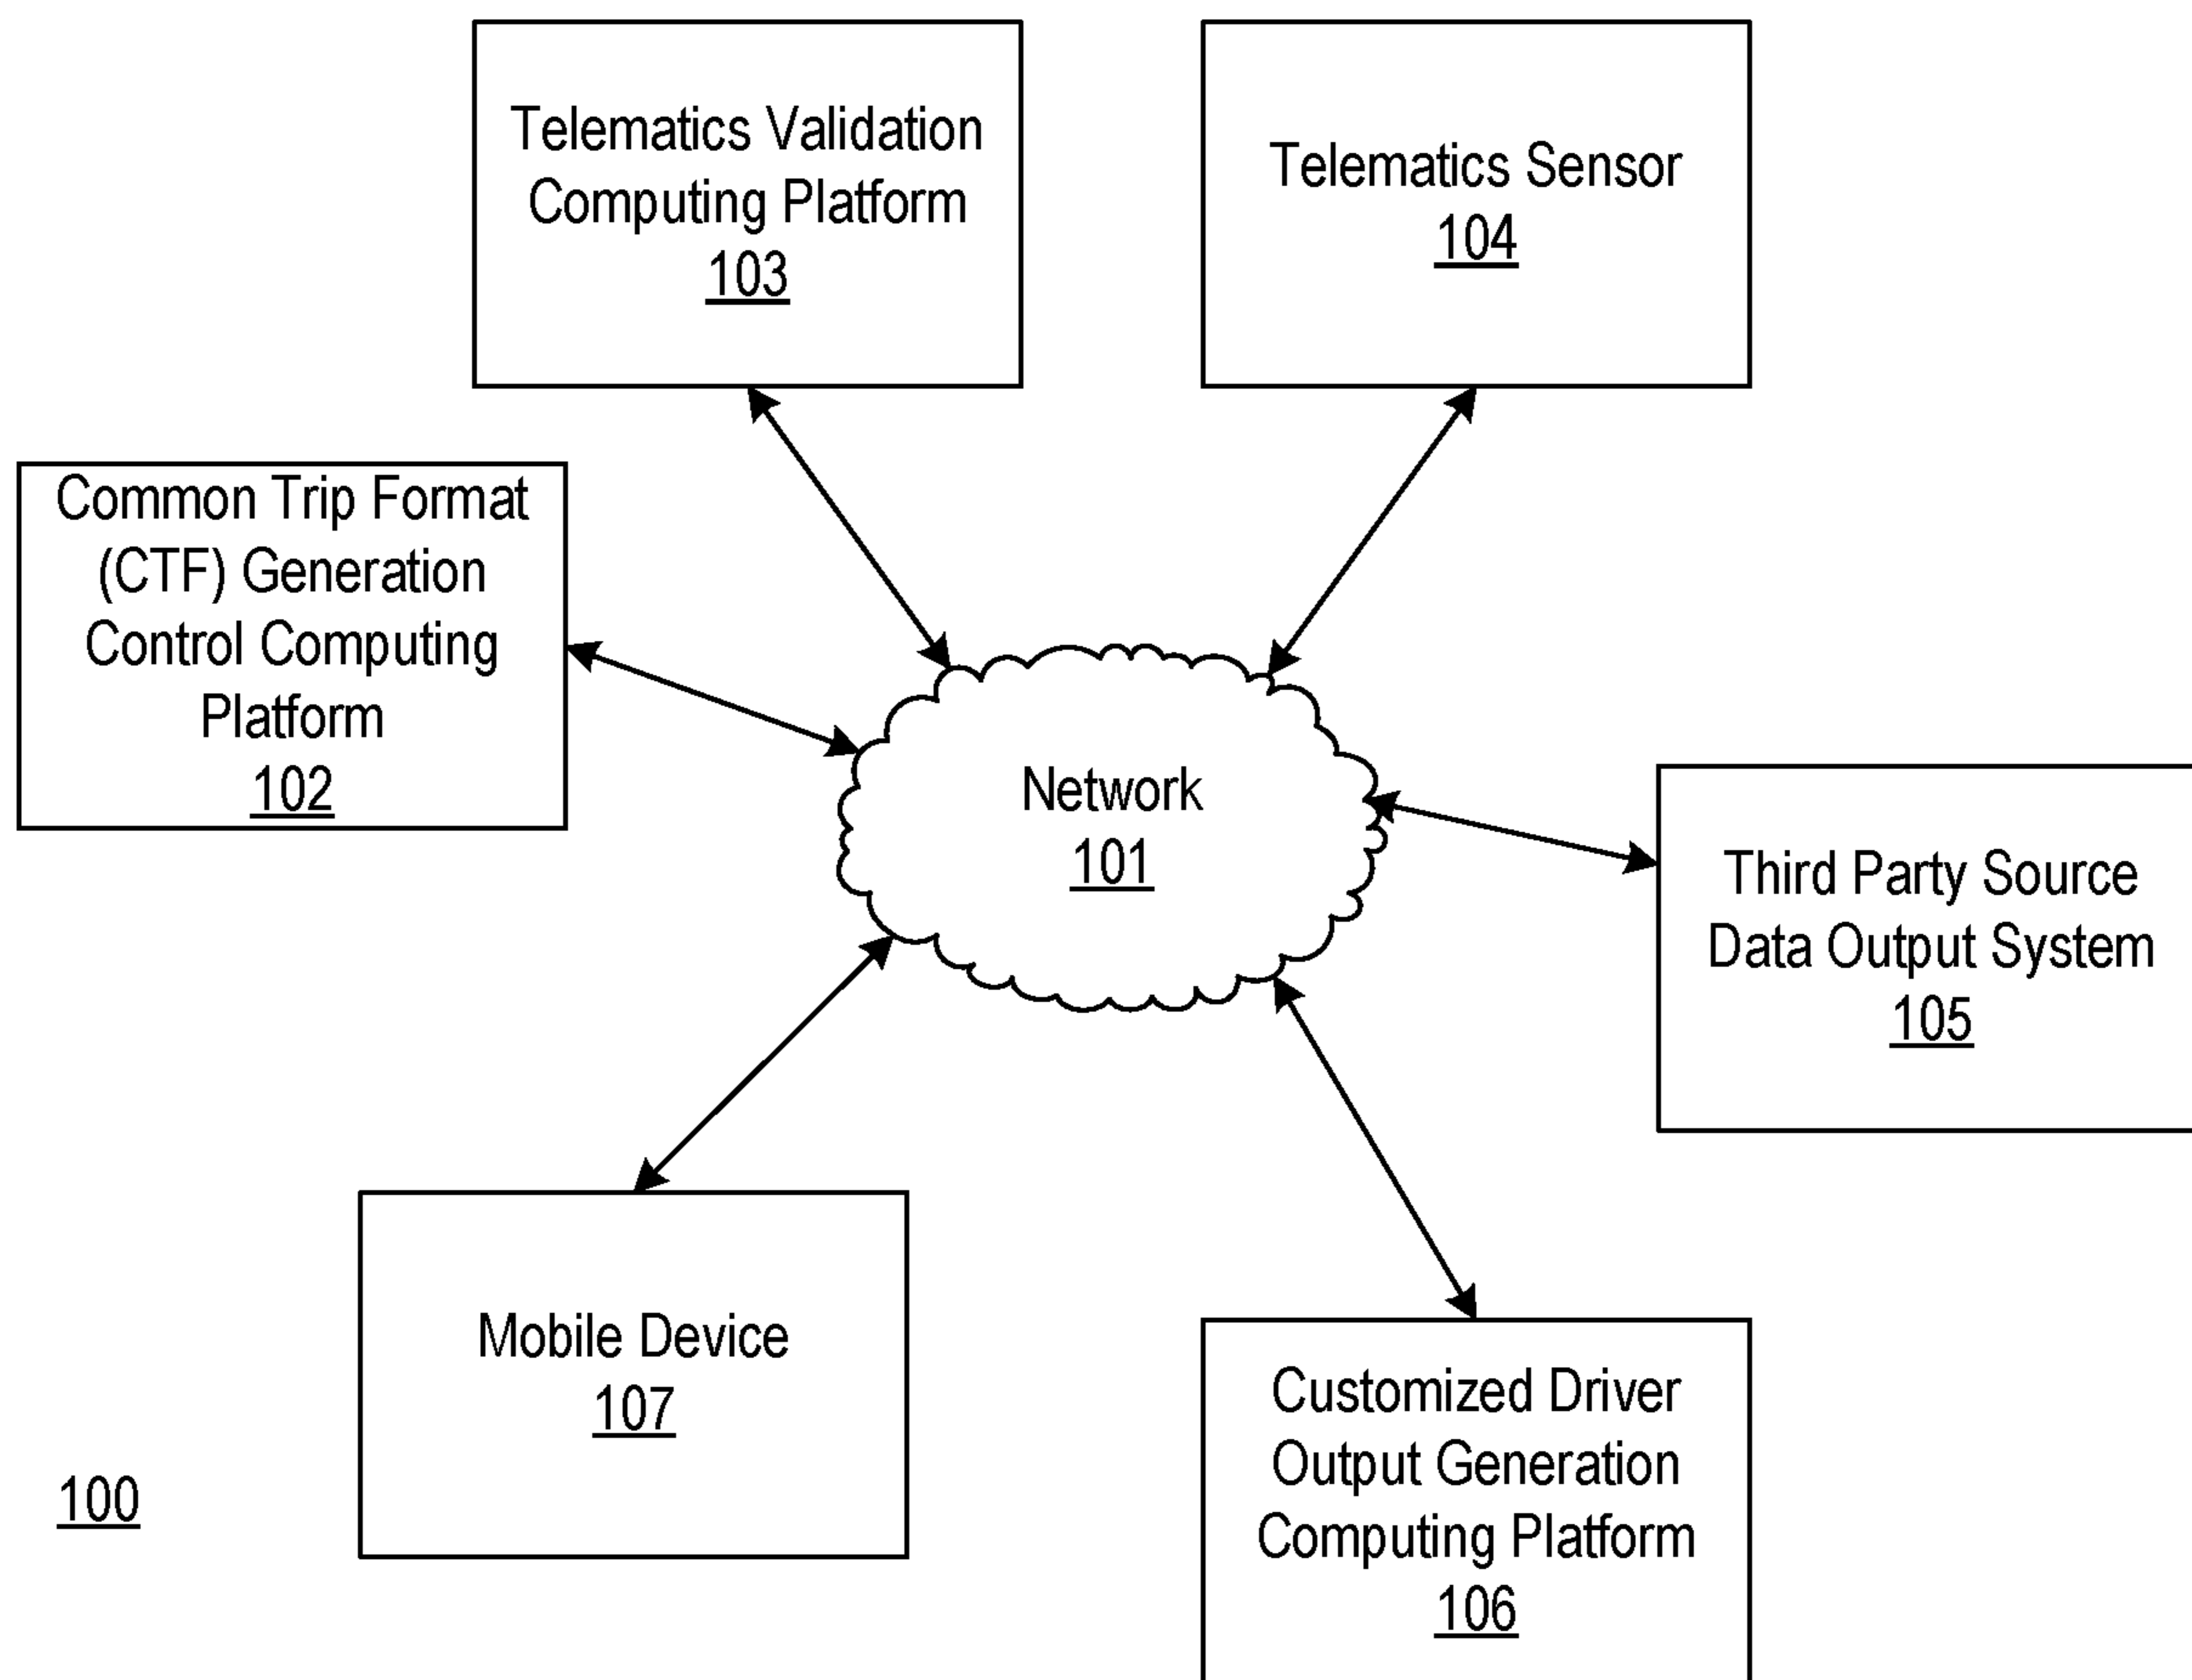 Telematics Validation
Computing Platform
103
Telematics Sensor
104
Common Trip Format
(CTF) Generation
Control Computing
Platform
102
Network
101
Third Party Source
Data Output System
105
Mobile Device
107
Customized Driver
Output Generation
Computing Platform
106
100